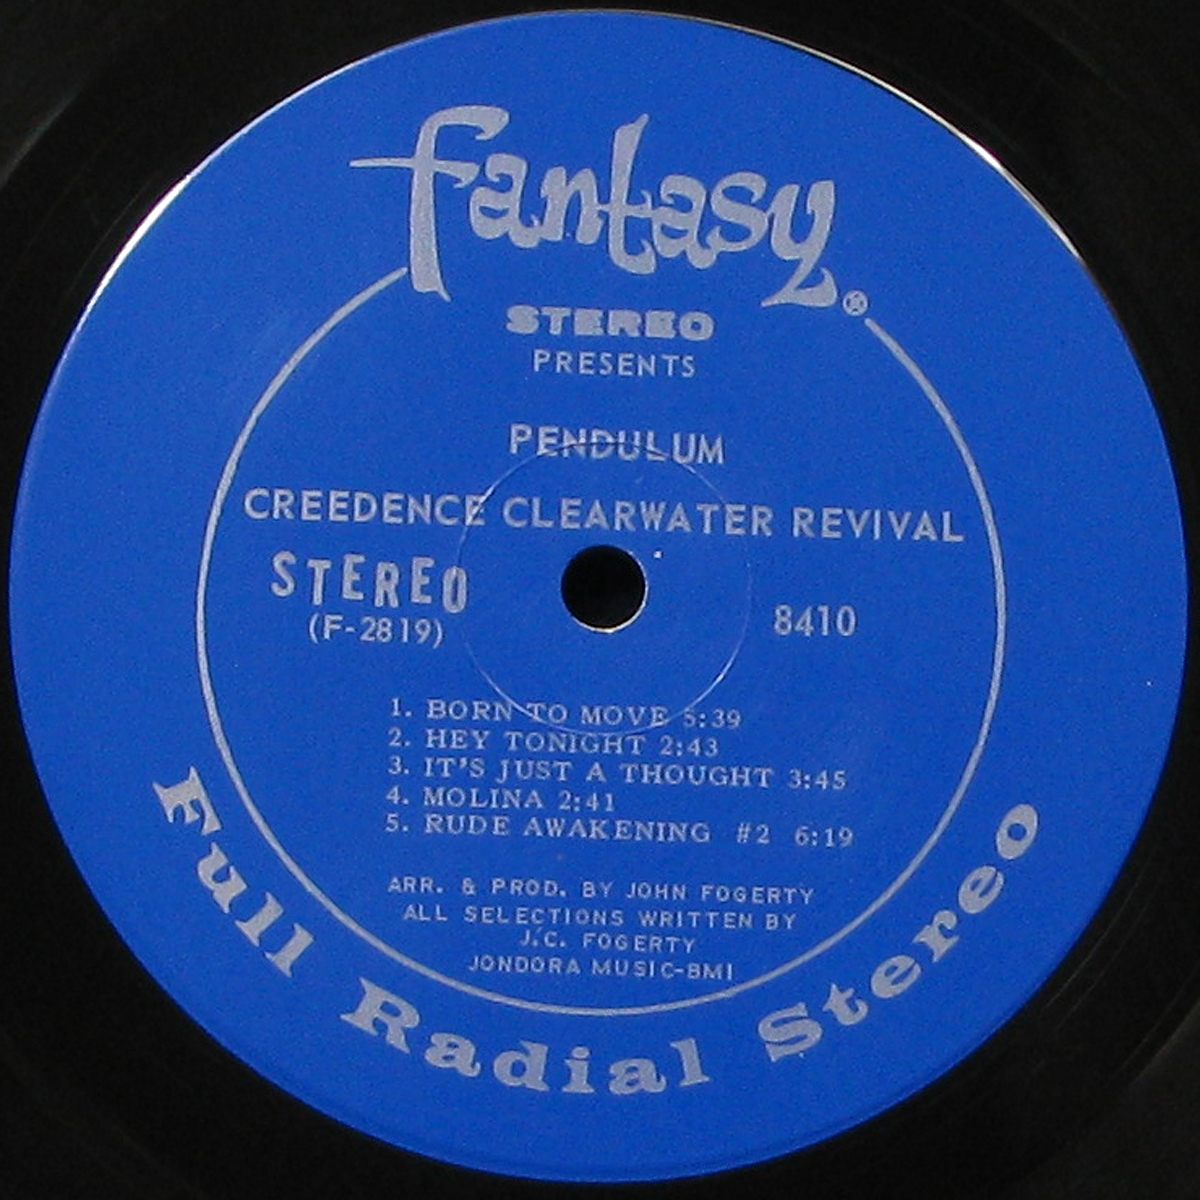 fantasy®
STEREO
PRESENTS
PENDULUM
CREEDENCE CLEARWATER REVIVAL
STEREO
(F-2819)
8410
1. BORN TO MOVE 5:39
2. HEY TONIGHT 2:43
3. IT'S JUST A THOUGHT 3:45
4. MOLINA 2:41
5. RUDE AWAKENING #2 6:19
ARR. & PROD. BY JOHN FOGERTY
ALL SELECTIONS WRITTEN BY
J.C. FOGERTY
JONDORA MUSIC-BMI
Full Radial Stereo